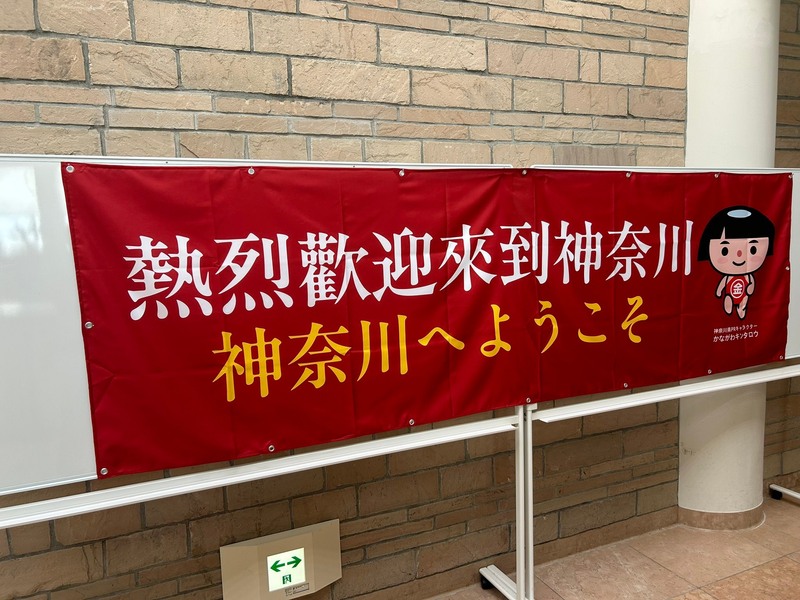 熱烈歡迎來到神奈川
神奈川へようこそ
金
神奈川県PRキャラクター
かながわキンタロウ